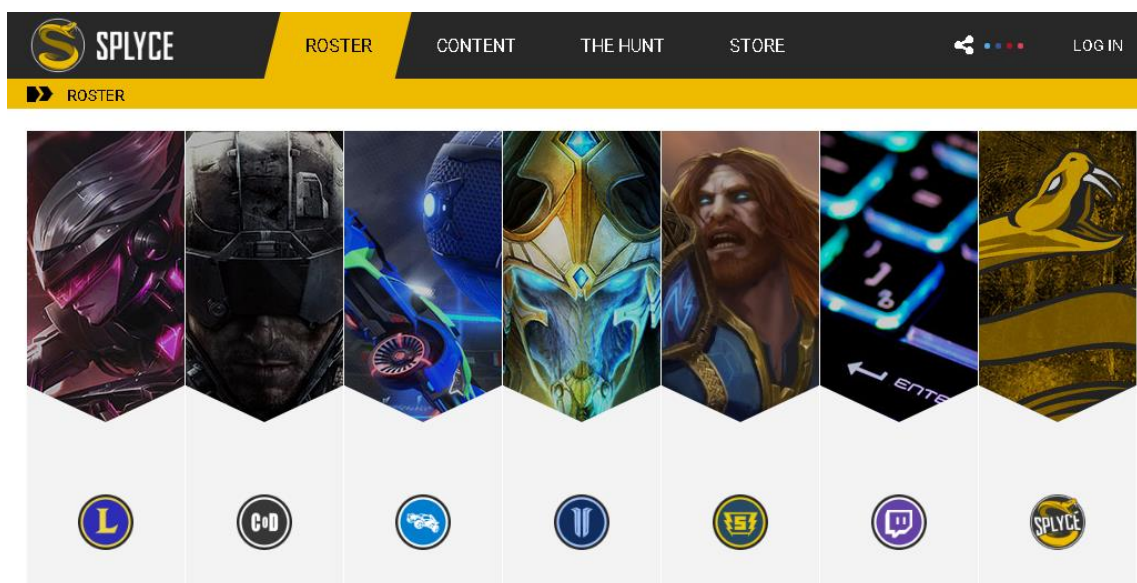 SPLYCE
ROSTER
CONTENT
THE HUNT
STORE
LOG IN
ROSTER
ENTE
L
COD
S
SPLYCE